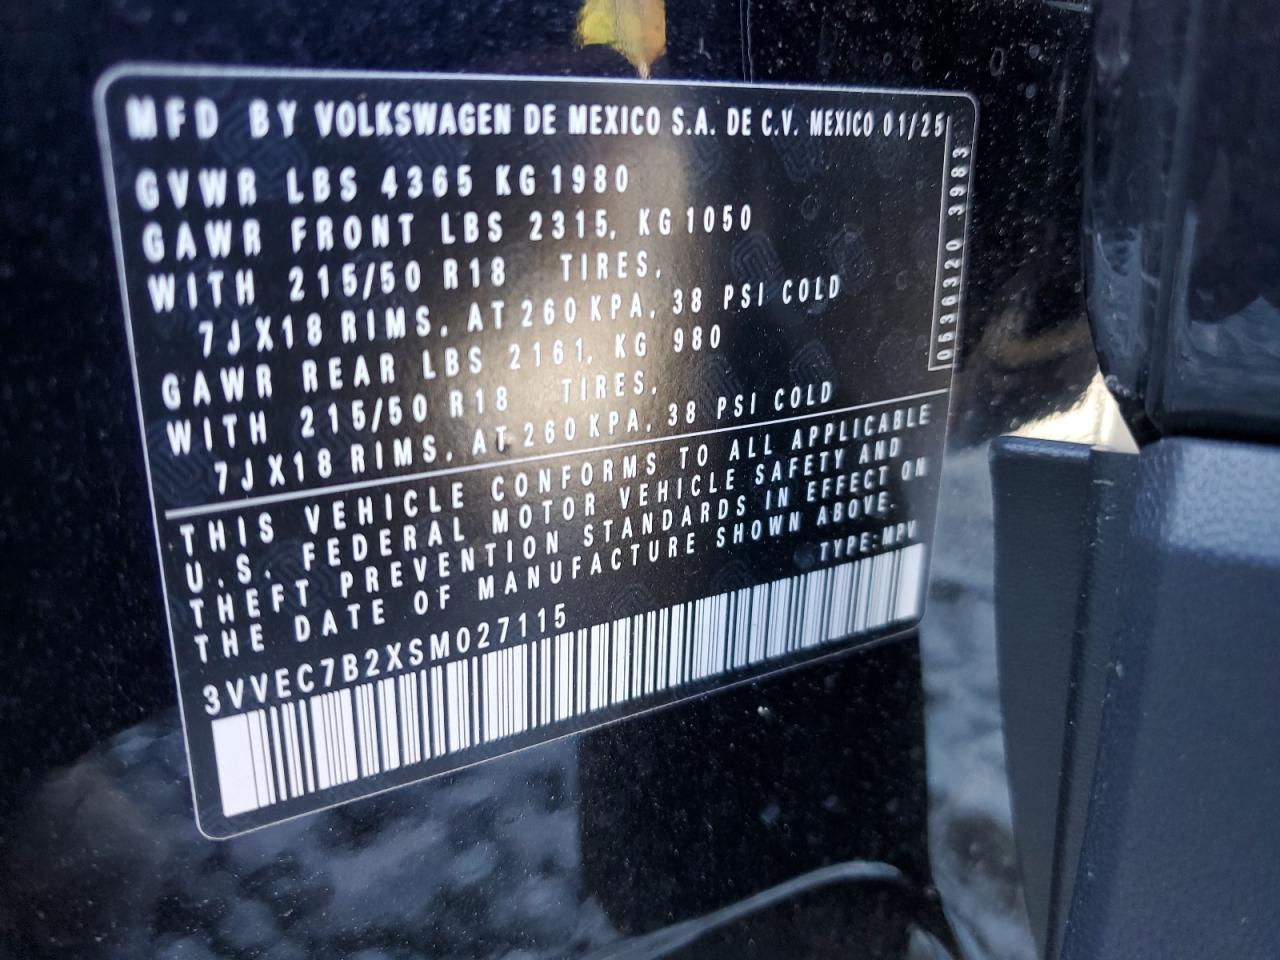 MFD BY VOLKSWAGEN DE MEXICO S.A. DE C.V. MEXICO 01/25
GVWR LBS 4365 KG 1980
GAWR FRONT LBS 2315, KG 1050
WITH 215/50 R18 TIRES,
7JX18 RIMS, AT 260 KPA, 38 PSI COLD
GAWR REAR LBS 2161, KG 980
WITH 215/50 R18 TIRES,
7JX18 RIMS, AT 260 KPA, 38 PSI COLD
THIS VEHICLE CONFORMS TO ALL APPLICABLE
U.S. FEDERAL MOTOR VEHICLE SAFETY AND
THEFT PREVENTION STANDARDS IN EFFECT ON
THE DATE OF MANUFACTURE SHOWN ABOVE.
TYPE:MPV
3VVEC7B2XSM027115
0536320 3983